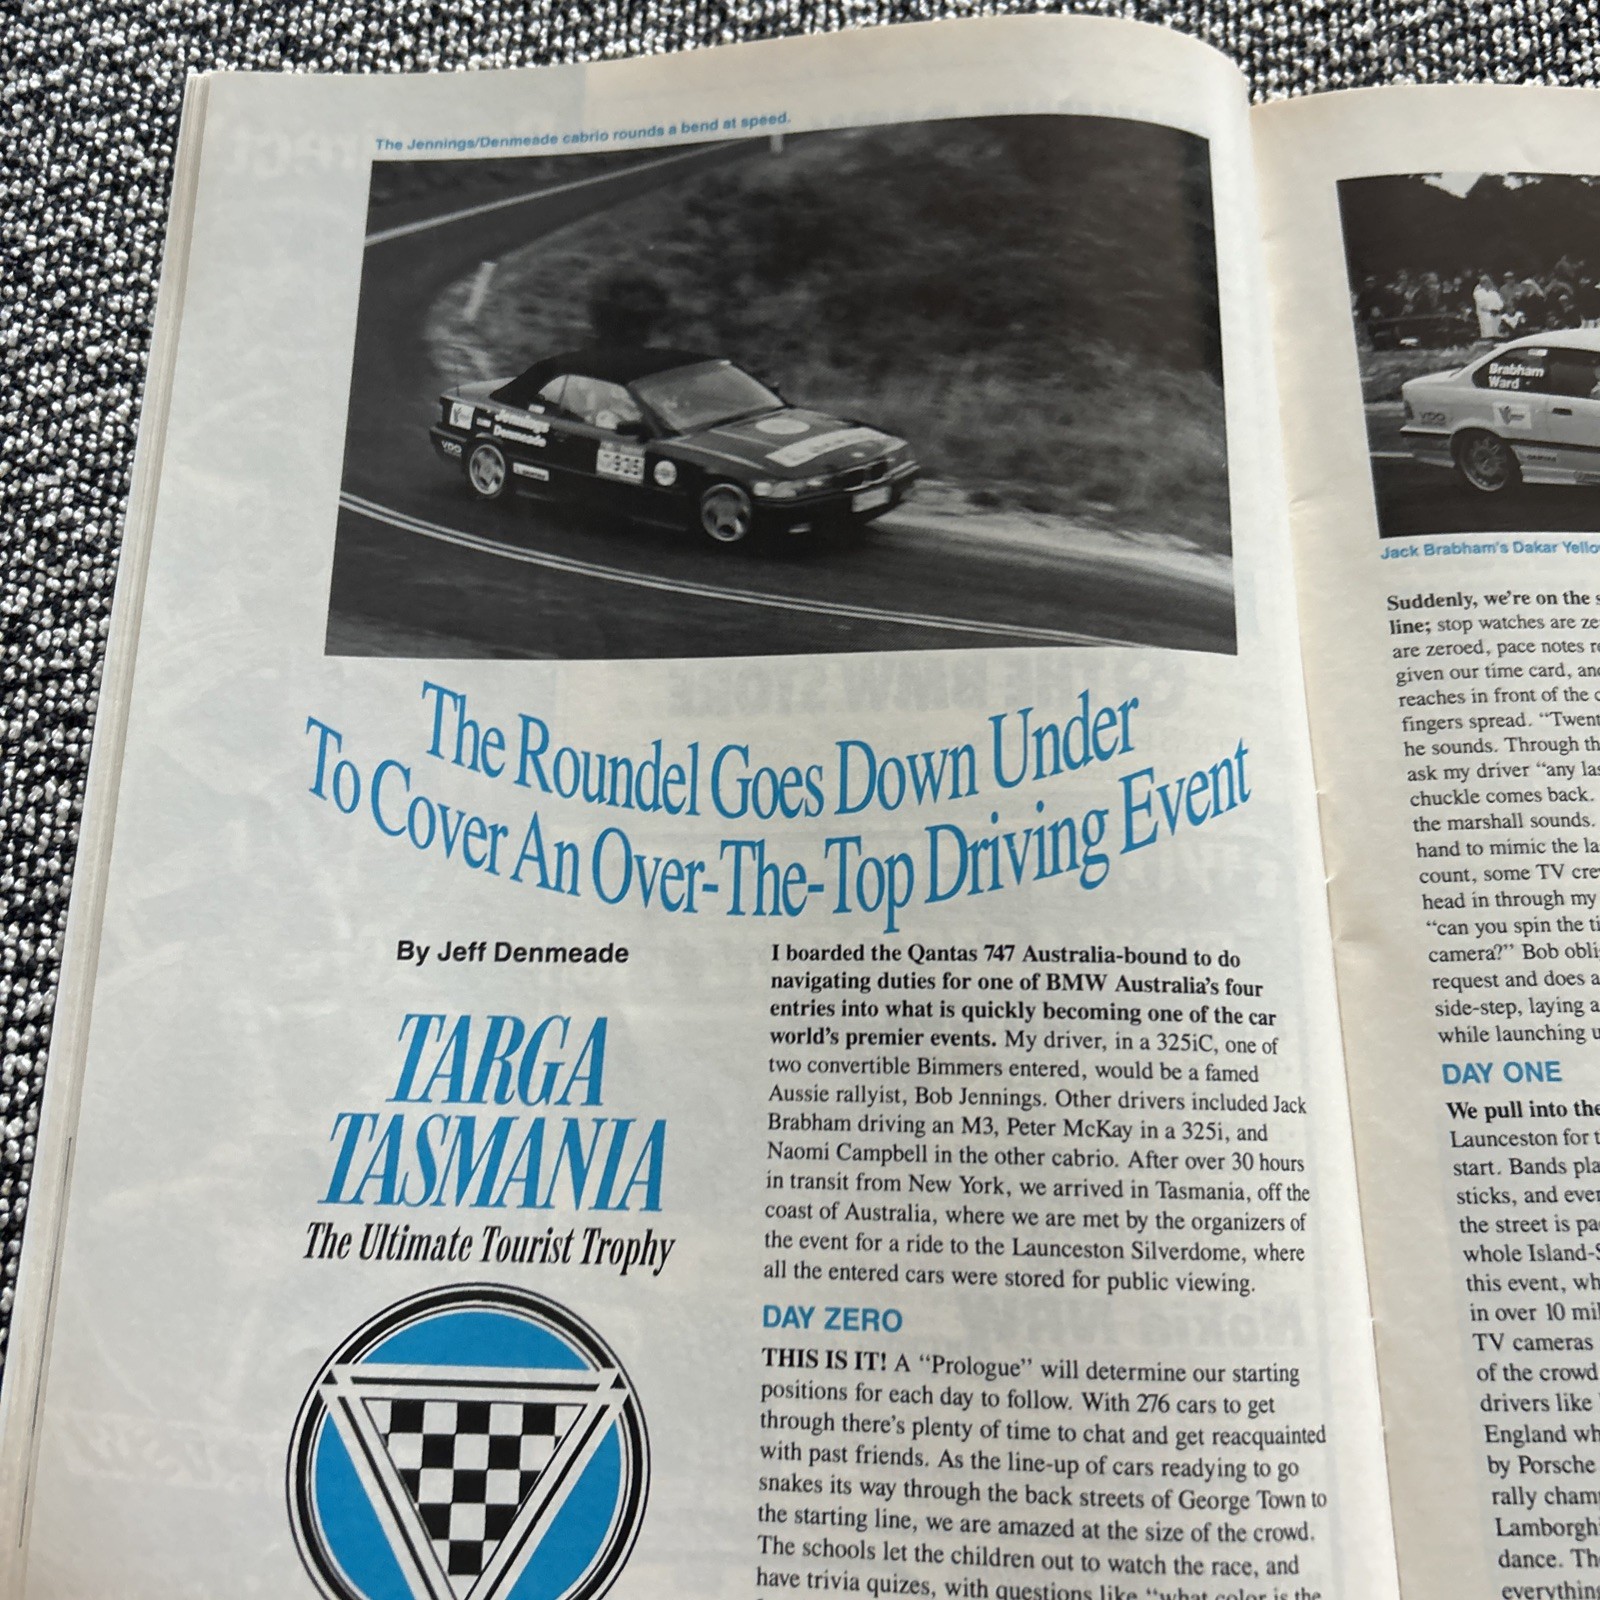 The Jennings/Denmeade cabrio rounds a bend at speed.
Jennings
Denmeade
VDO
935
The Roundel Goes Down Under
To Cover An Over-The-Top Driving Event
By Jeff Denmeade
TARGA
TASMANIA
The Ultimate Tourist Trophy
I boarded the Qantas 747 Australia-bound to do
navigating duties for one of BMW Australia's four
entries into what is quickly becoming one of the car
world's premier events. My driver, in a 325iC, one of
two convertible Bimmers entered, would be a famed
Aussie rallyist, Bob Jennings. Other drivers included Jack
Brabham driving an M3, Peter McKay in a 325i, and
Naomi Campbell in the other cabrio. After over 30 hours
in transit from New York, we arrived in Tasmania, off the
coast of Australia, where we are met by the organizers of
the event for a ride to the Launceston Silverdome, where
all the entered cars were stored for public viewing.
DAY ZERO
THIS IS IT! A "Prologue" will determine our starting
positions for each day to follow. With 276 cars to get
through there's plenty of time to chat and get reacquainted
with past friends. As the line-up of cars readying to go
snakes its way through the back streets of George Town to
the starting line, we are amazed at the size of the crowd.
The schools let the children out to watch the race, and
have trivia quizes, with questions like "what color is the
Brabham
Ward
VDO
Jack Brabham's Dakar
Suddenly, we're on the
line; stop watches are
are zeroed, pace notes
given our time card,
reaches in front of the
fingers spread.
he sounds. Through
ask my driver "any
chuckle comes back.
the marshall sounds.
hand to mimic the
count, some TV
head in through my
"can you spin the
camera?" Bob
request and does a
side-step, laying
while launching
DAY ONE
We pull into the
Launceston for
start. Bands
sticks, and
the street is
whole
this event,
in over 10
TV cameras
of the crowd
drivers like
England
by Porsche
rally
dance.